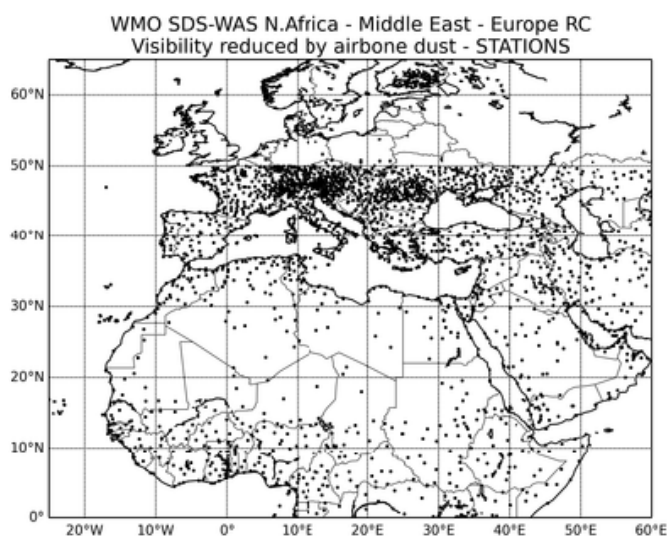 WMO SDS-WAS N.Africa - Middle East - Europe RC
Visibility reduced by airbone dust - STATIONS
60°N
50°N
40°N
30°N
20°N
10°N
0°
20°W 10°W 0° 10°E 20°E 30°E 40°E 50°E 60°E